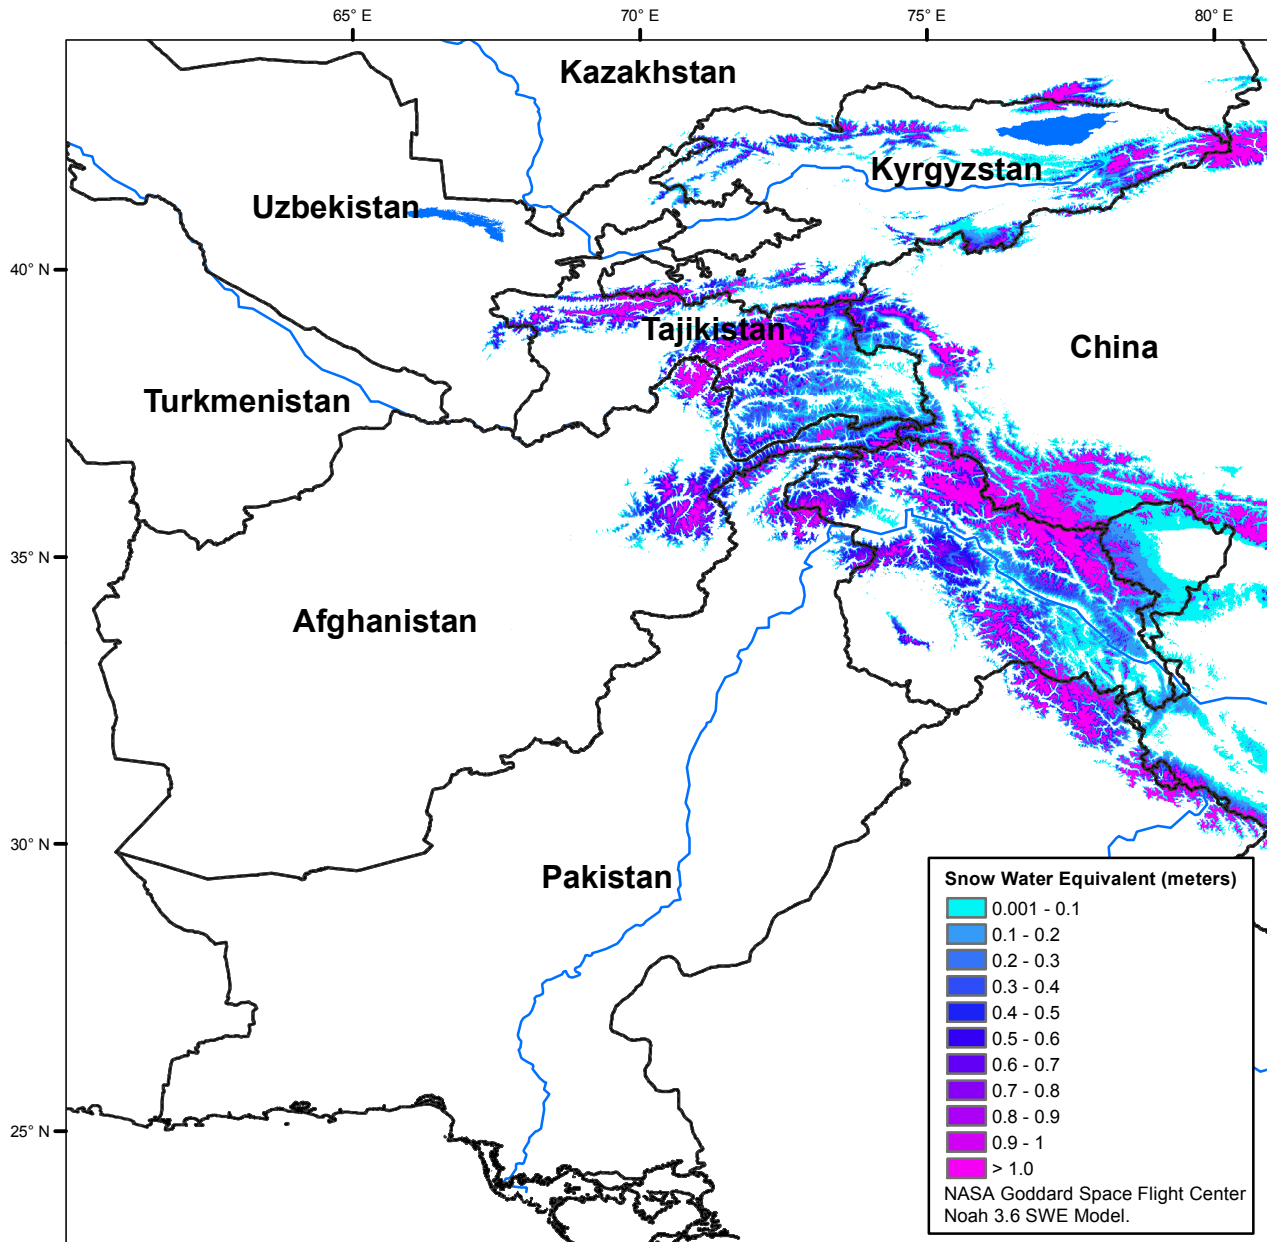 65° E
70° E
75° E
80° E
Kazakhstan
Kyrgyzstan
Uzbekistan
40° N
Tajikistan
China
Turkmenistan
35° N
Afghanistan
30° N
Pakistan
Snow Water Equivalent (meters)
0.001 - 0.1
0.1 - 0.2
0.2 - 0.3
0.3 - 0.4
0.4 - 0.5
0.5 - 0.6
0.6 - 0.7
0.7 - 0.8
0.8 - 0.9
0.9 - 1
> 1.0
25° N
NASA Goddard Space Flight Center
Noah 3.6 SWE Model.